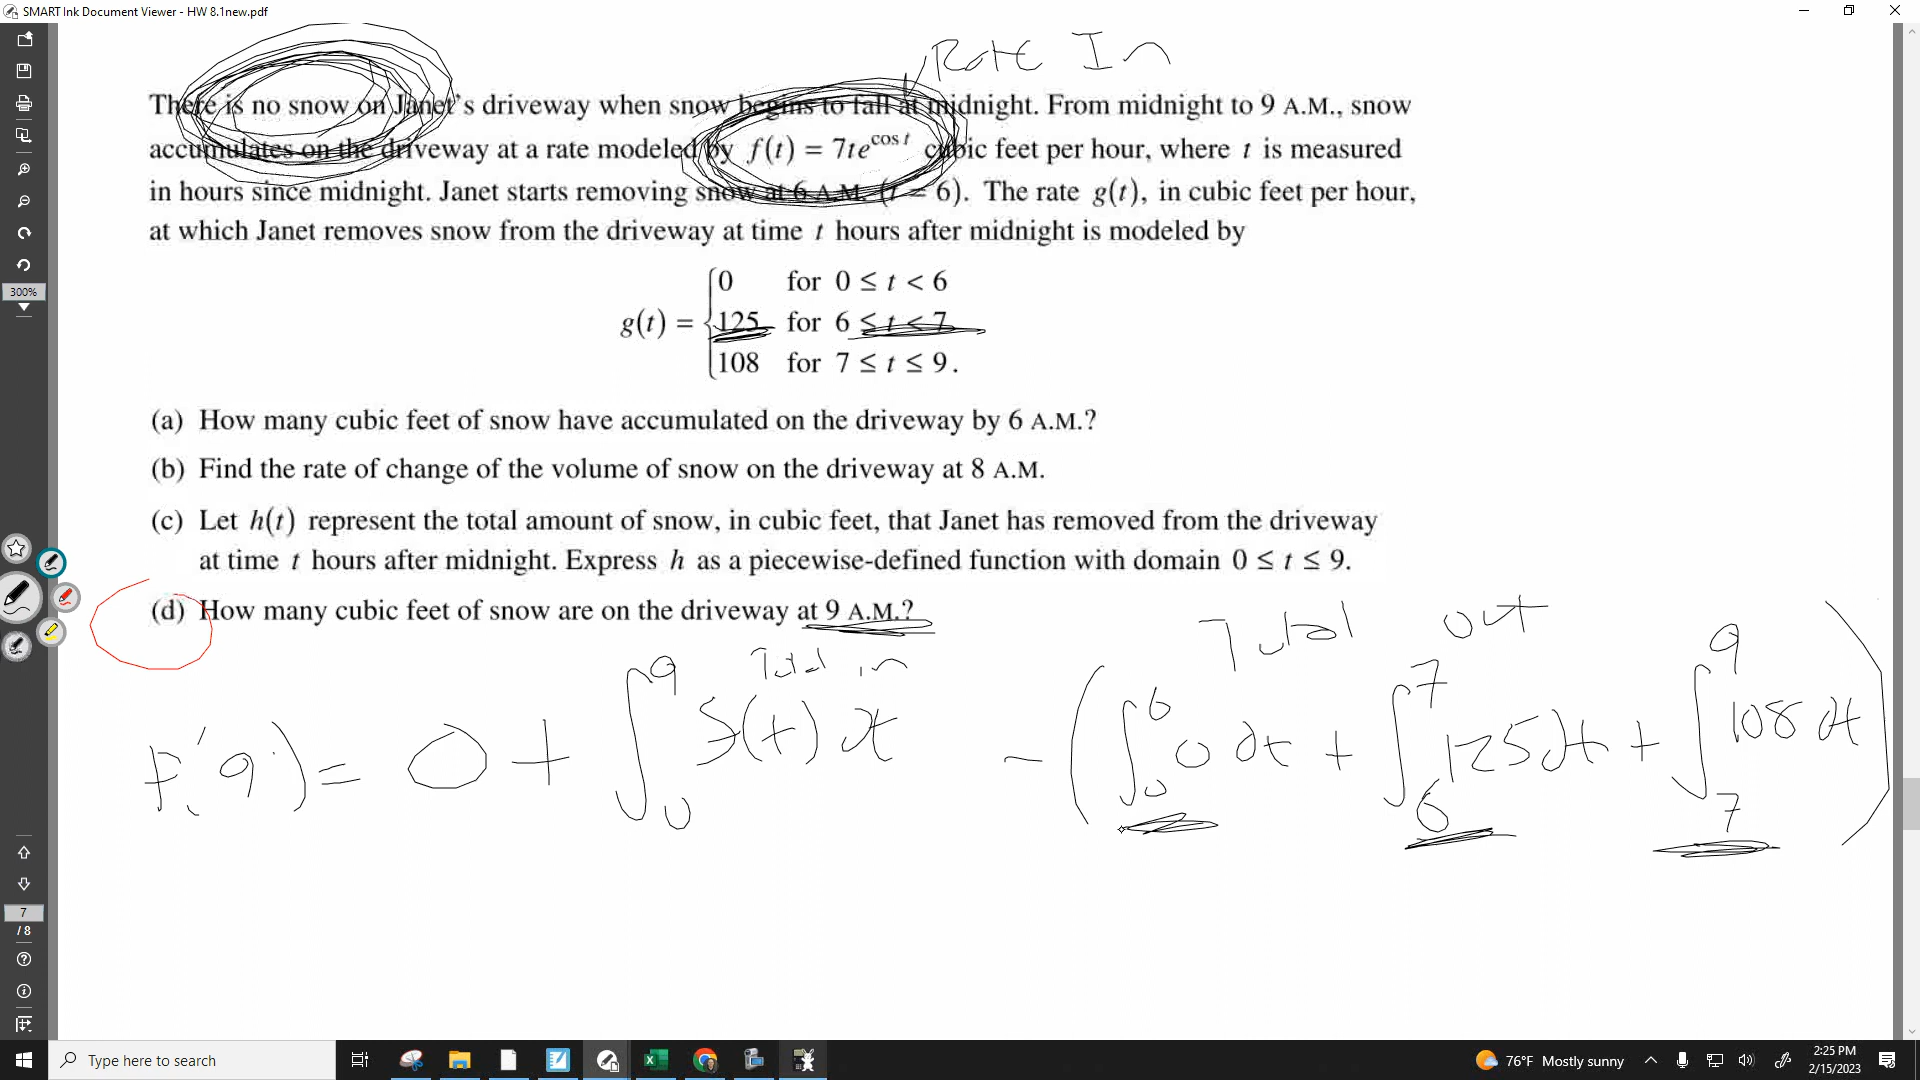 SMART Ink Document Viewer - HW 8.1new.pdf
Rate In
There is no snow on Janet's driveway when snow begins to fall at midnight. From midnight to 9 A.M., snow
accumulates on the driveway at a rate modeled by f(t) = 7te^cos t cubic feet per hour, where t is measured
in hours since midnight. Janet starts removing snow at 6 A.M. (t = 6). The rate g(t), in cubic feet per hour,
at which Janet removes snow from the driveway at time t hours after midnight is modeled by
0 for 0 ≤ t < 6
g(t) = { 125 for 6 ≤ t < 7
108 for 7 ≤ t ≤ 9.
300%
(a) How many cubic feet of snow have accumulated on the driveway by 6 A.M.?
(b) Find the rate of change of the volume of snow on the driveway at 8 A.M.
(c) Let h(t) represent the total amount of snow, in cubic feet, that Janet has removed from the driveway
at time t hours after midnight. Express h as a piecewise-defined function with domain 0 ≤ t ≤ 9.
(d) How many cubic feet of snow are on the driveway at 9 A.M.?
Total in
Total out
F(9) = 0 + ∫_0^9 f(t) dt - (∫_0^6 0 dt + ∫_6^7 125 dt + ∫_7^9 108 dt)
7
/ 8
Type here to search
76°F Mostly sunny
2:25 PM
2/15/2023